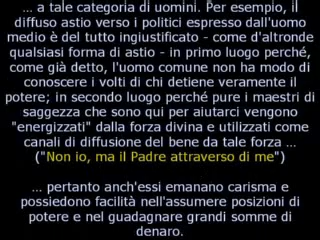 … a tale categoria di uomini. Per esempio, il
diffuso astio verso i politici espresso dall'uomo
medio è del tutto ingiustificato - come d'altronde
qualsiasi forma di astio - in primo luogo perché,
come già detto, l'uomo comune non ha modo di
conoscere i volti di chi detiene veramente il
potere; in secondo luogo perché pure i maestri di
saggezza che sono qui per aiutarci vengono
"energizzati" dalla forza divina e utilizzati come
canali di diffusione del bene da tale forza …
("Non io, ma il Padre attraverso di me")
… pertanto anch'essi emanano carisma e
possiedono facilità nell'assumere posizioni di
potere e nel guadagnare grandi somme di
denaro.